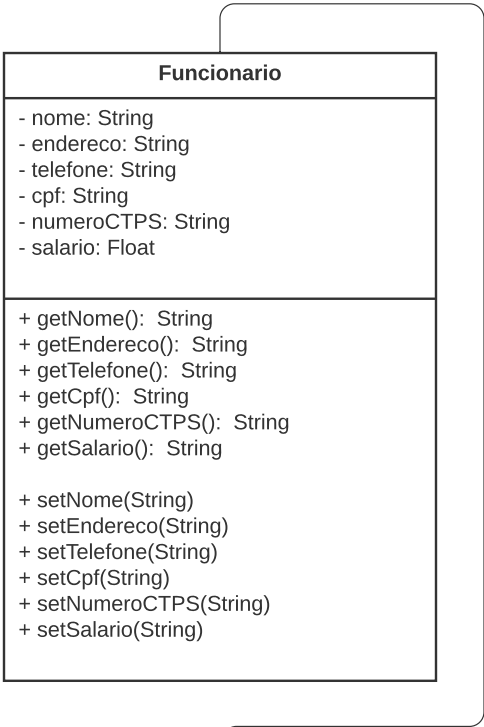 Funcionario
- nome: String
- endereco: String
- telefone: String
- cpf: String
- numeroCTPS: String
- salario: Float
+ getNome():  String
+ getEndereco():  String
+ getTelefone():  String
+ getCpf():  String
+ getNumeroCTPS():  String
+ getSalario():  String
+ setNome(String)
+ setEndereco(String)
+ setTelefone(String)
+ setCpf(String)
+ setNumeroCTPS(String)
+ setSalario(String)